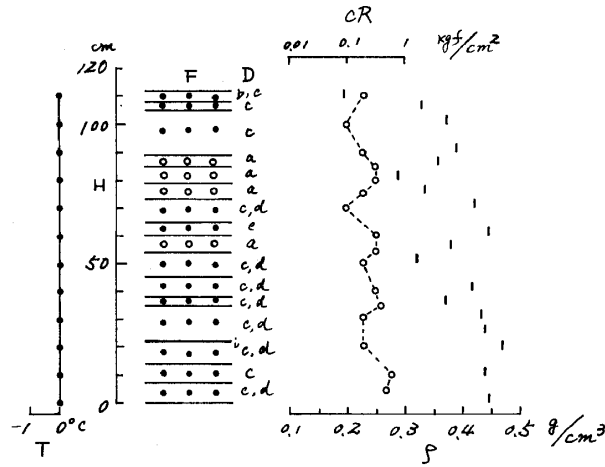 cR
0.01 0.1 1 kgf/cm²
cm
120
F D
b, c
c
100
c
a
H a
a
c, d
e
a
50 c, d
c, d
c, d
c, d
c, d
c
0 c, d
-1 0°C
T
0.1 0.2 0.3 0.4 0.5 g/cm³
ρ